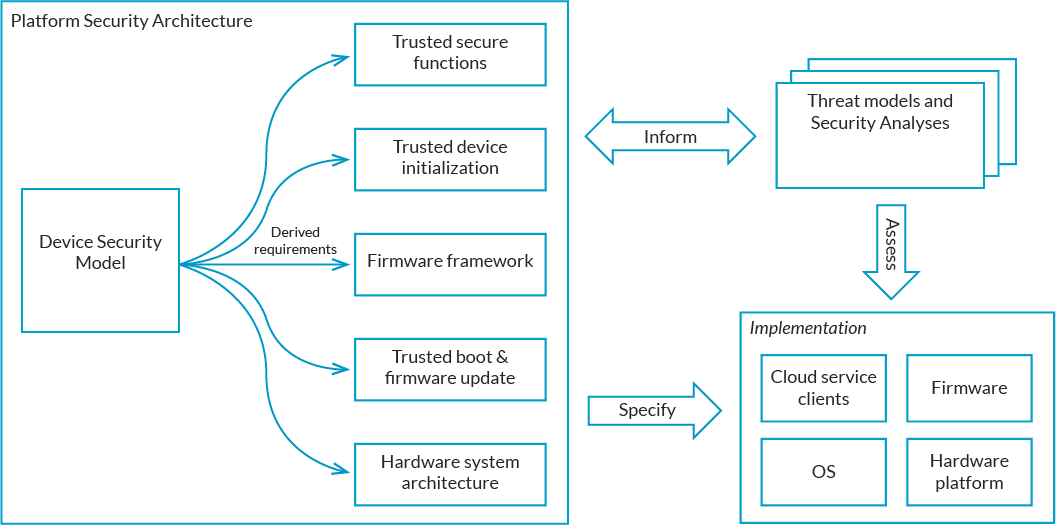 Platform Security Architecture
Trusted secure
functions
Trusted device
initialization
Device Security
Model
Derived
requirements
Firmware framework
Trusted boot &
firmware update
Hardware system
architecture
Inform
Threat models and
Security Analyses
Assess
Specify
Implementation
Cloud service
clients
Firmware
OS
Hardware
platform